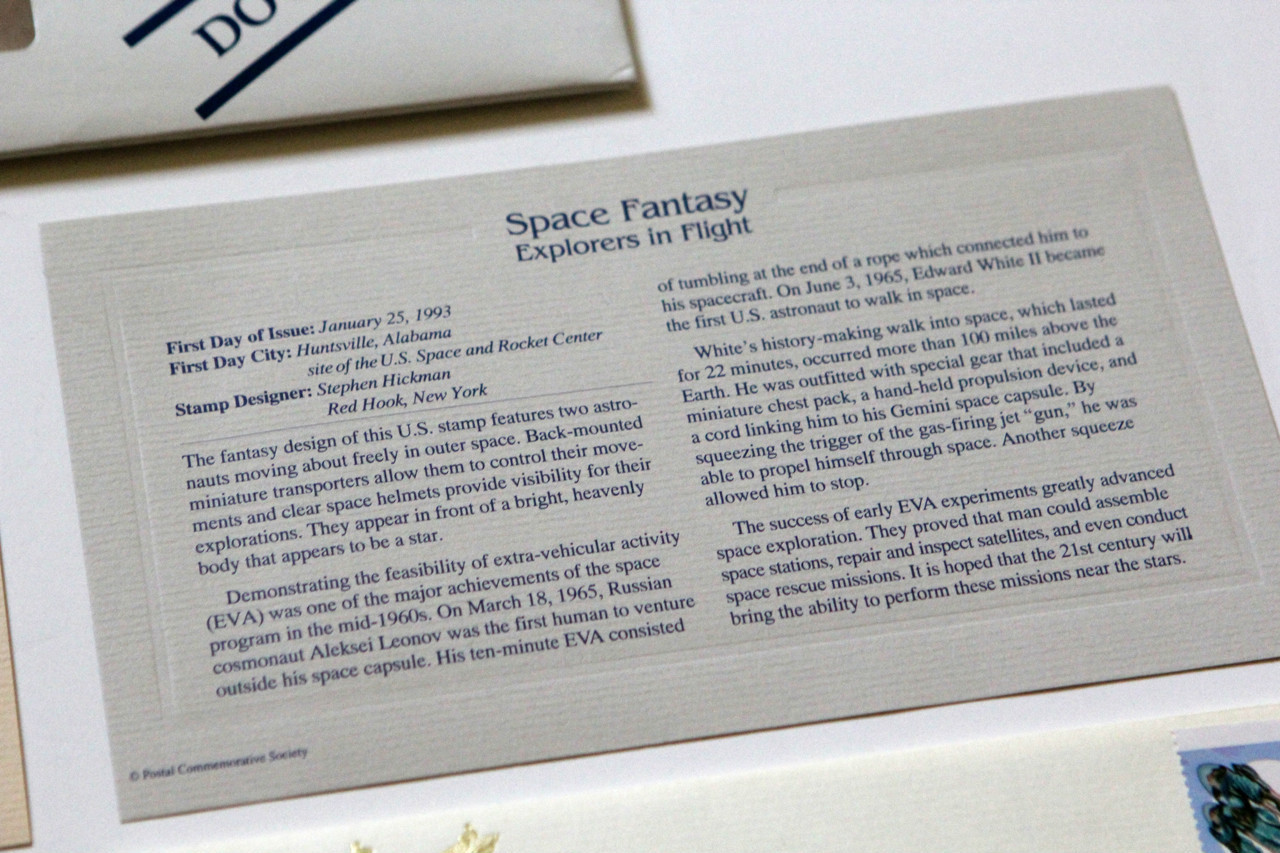 DO
Space Fantasy
Explorers in Flight
First Day of Issue: January 25, 1993
First Day City: Huntsville, Alabama
site of the U.S. Space and Rocket Center
Stamp Designer: Stephen Hickman
Red Hook, New York
The fantasy design of this U.S. stamp features two astro-
nauts moving about freely in outer space. Back-mounted
miniature transporters allow them to control their move-
ments and clear space helmets provide visibility for their
explorations. They appear in front of a bright, heavenly
body that appears to be a star.
Demonstrating the feasibility of extra-vehicular activity
(EVA) was one of the major achievements of the space
program in the mid-1960s. On March 18, 1965, Russian
cosmonaut Aleksei Leonov was the first human to venture
outside his space capsule. His ten-minute EVA consisted
of tumbling at the end of a rope which connected him to
his spacecraft. On June 3, 1965, Edward White II became
the first U.S. astronaut to walk in space.
White's history-making walk into space, which lasted
for 22 minutes, occurred more than 100 miles above the
Earth. He was outfitted with special gear that included a
miniature chest pack, a hand-held propulsion device, and
a cord linking him to his Gemini space capsule. By
squeezing the trigger of the gas-firing jet "gun," he was
able to propel himself through space. Another squeeze
allowed him to stop.
The success of early EVA experiments greatly advanced
space exploration. They proved that man could assemble
space stations, repair and inspect satellites, and even conduct
space rescue missions. It is hoped that the 21st century will
bring the ability to perform these missions near the stars.
© Postal Commemorative Society